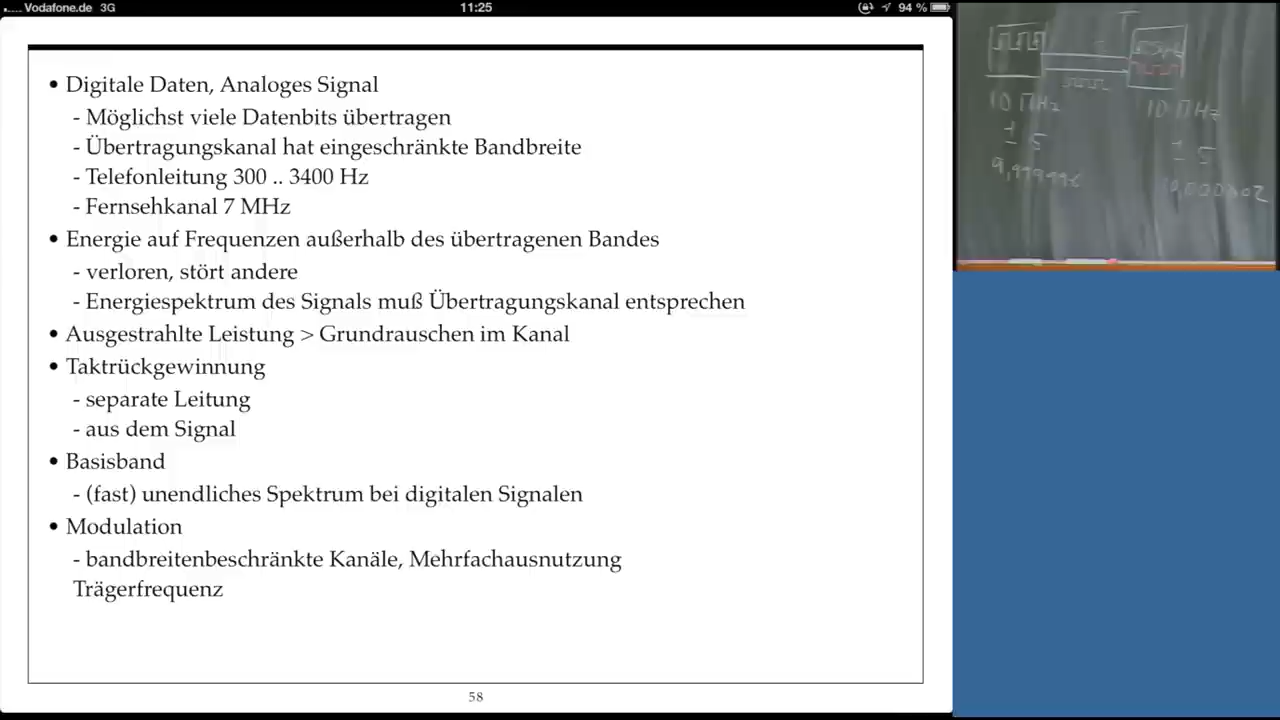 Vodafone.de 3G 11:25 94 %
• Digitale Daten, Analoges Signal
- Möglichst viele Datenbits übertragen
- Übertragungskanal hat eingeschränkte Bandbreite
- Telefonleitung 300 .. 3400 Hz
- Fernsehkanal 7 MHz
• Energie auf Frequenzen außerhalb des übertragenen Bandes
- verloren, stört andere
- Energiespektrum des Signals muß Übertragungskanal entsprechen
• Ausgestrahlte Leistung > Grundrauschen im Kanal
• Taktrückgewinnung
- separate Leitung
- aus dem Signal
• Basisband
- (fast) unendliches Spektrum bei digitalen Signalen
• Modulation
- bandbreitenbeschränkte Kanäle, Mehrfachausnutzung
Trägerfrequenz
58
T
10 MHz 10 MHz
± 5 ± 5